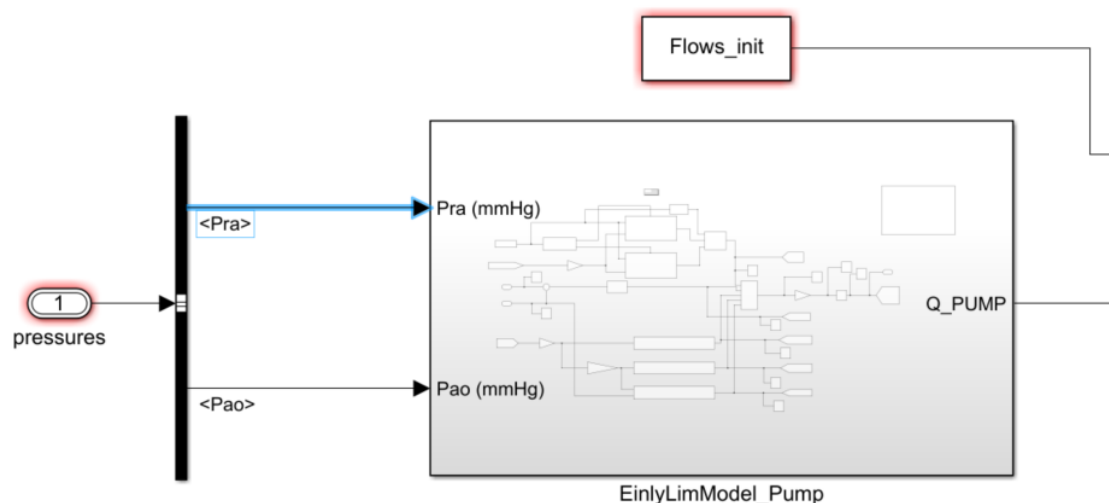 Flows_init
Pra (mmHg)
<Pra>
1
pressures
Q_PUMP
Pao (mmHg)
<Pao>
EinlyLimModel_Pump